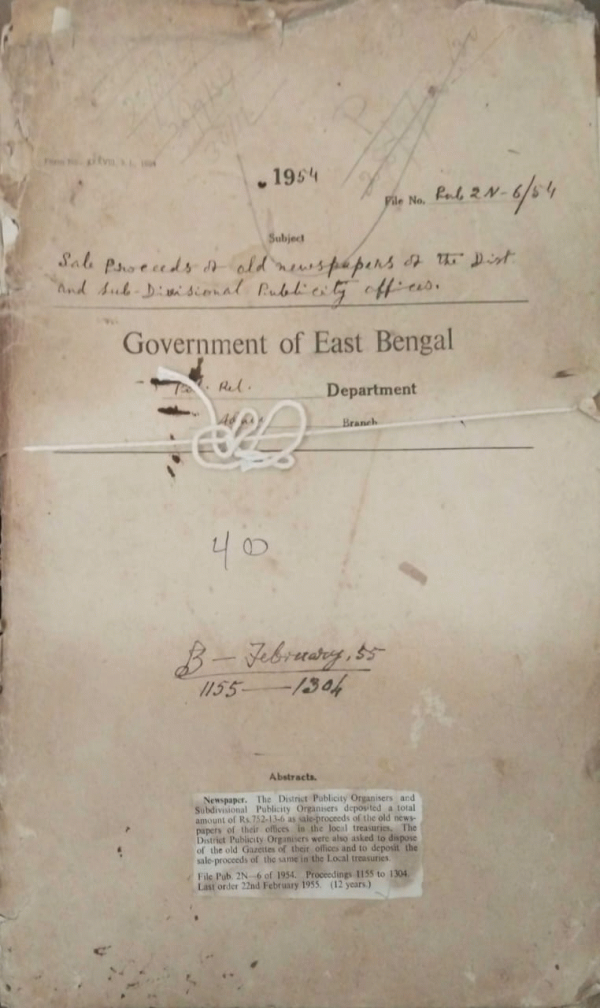 1954
File No. Pub. 2N-6/54
Subject
Sale Proceeds of old newspapers of the Dist
and Sub-Divisional Publicity offices.
Government of East Bengal
Rel. Department
Branch
40
B — February, 55
1155 — 1304
Abstracts.
Newspaper. The District Publicity Organisers and
Subdivisional Publicity Organisers deposited a total
amount of Rs.752-13-6 as sale-proceeds of the old news-
papers of their offices in the local treasuries. The
District Publicity Organisers were also asked to dispose
of the old Gazettes of their offices and to deposit the
sale-proceeds of the same in the Local treasuries.
File Pub. 2N—6 of 1954. Proceedings 1155 to 1304.
Last order 22nd February 1955. (12 years.)